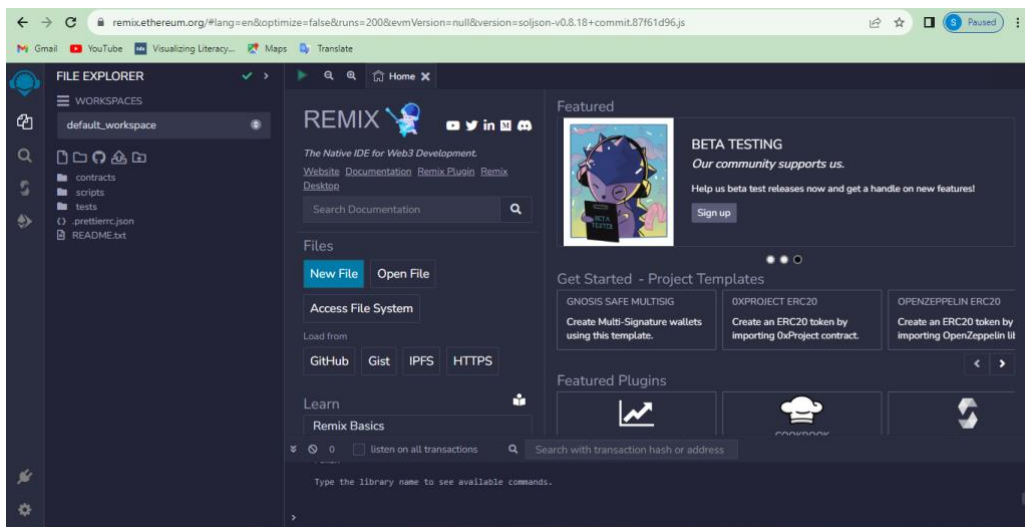 remix.ethereum.org/#lang=en&optimize=false&runs=200&evmVersion=null&version=soljson-v0.8.18+commit.87f61d96.js
S Paused
Gmail YouTube Visualizing Literacy... Maps Translate
FILE EXPLORER
WORKSPACES
default_workspace
contracts
scripts
tests
{} .prettierrc.json
README.txt
Home
REMIX
The Native IDE for Web3 Development.
Website Documentation Remix Plugin Remix
Desktop
Search Documentation
Files
New File Open File
Access File System
Load from
GitHub Gist IPFS HTTPS
Learn
Remix Basics
Featured
BETA
TESTER
BETA TESTING
Our community supports us.
Help us beta test releases now and get a handle on new features!
Sign up
Get Started - Project Templates
GNOSIS SAFE MULTISIG
Create Multi-Signature wallets
using this template.
0XPROJECT ERC20
Create an ERC20 token by
importing 0xProject contract.
OPENZEPPELIN ERC20
Create an ERC20 token by
importing OpenZeppelin lib
Featured Plugins
COOKBOOK
0 listen on all transactions Search with transaction hash or address
Type the library name to see available commands.
>